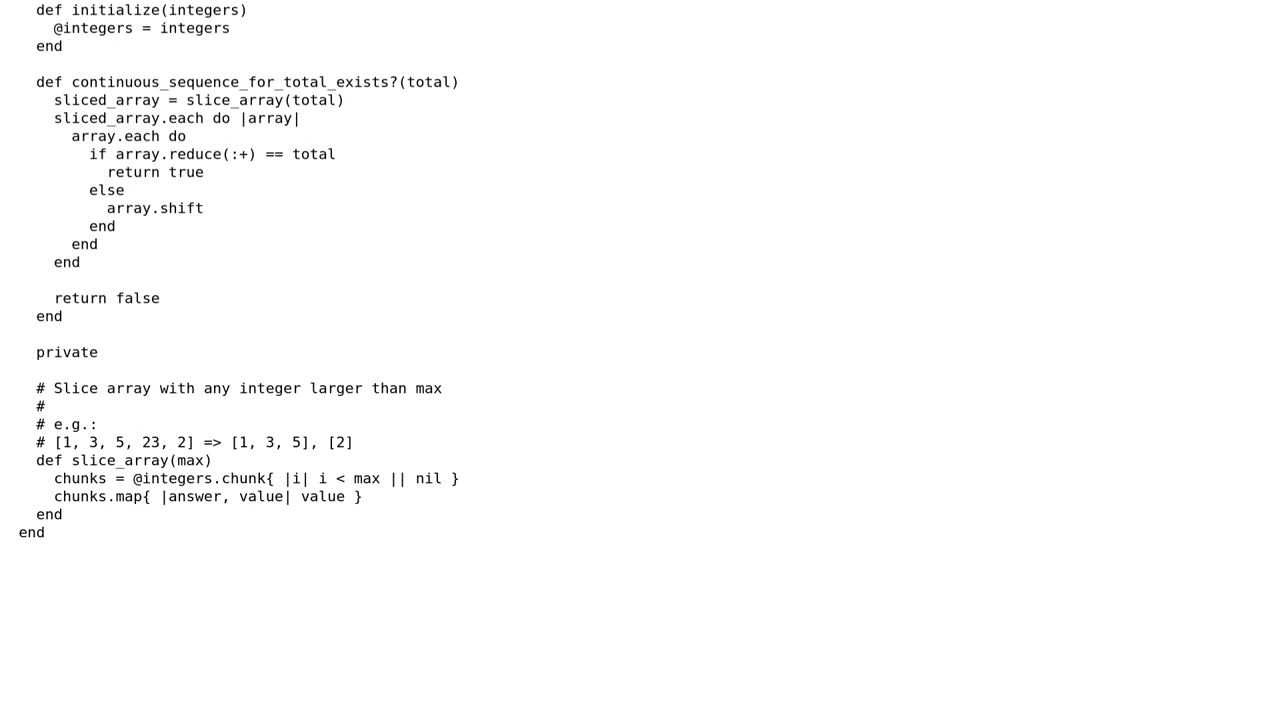 def initialize(integers)
@integers = integers
end
def continuous_sequence_for_total_exists?(total)
sliced_array = slice_array(total)
sliced_array.each do |array|
array.each do
if array.reduce(:+) == total
return true
else
array.shift
end
end
end
return false
end
private
# Slice array with any integer larger than max
#
# e.g.:
# [1, 3, 5, 23, 2] => [1, 3, 5], [2]
def slice_array(max)
chunks = @integers.chunk{ |i| i < max || nil }
chunks.map{ |answer, value| value }
end
end